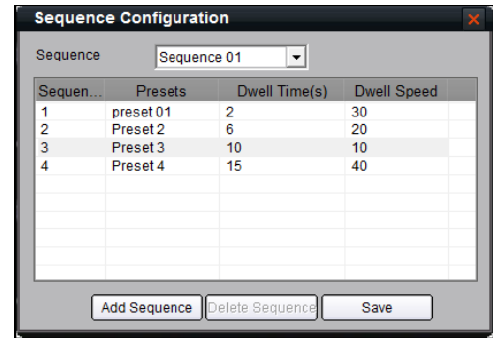 Sequence Configuration
Sequence Sequence 01
Sequen... Presets Dwell Time(s) Dwell Speed
1 preset 01 2 30
2 Preset 2 6 20
3 Preset 3 10 10
4 Preset 4 15 40
Add Sequence Delete Sequence Save